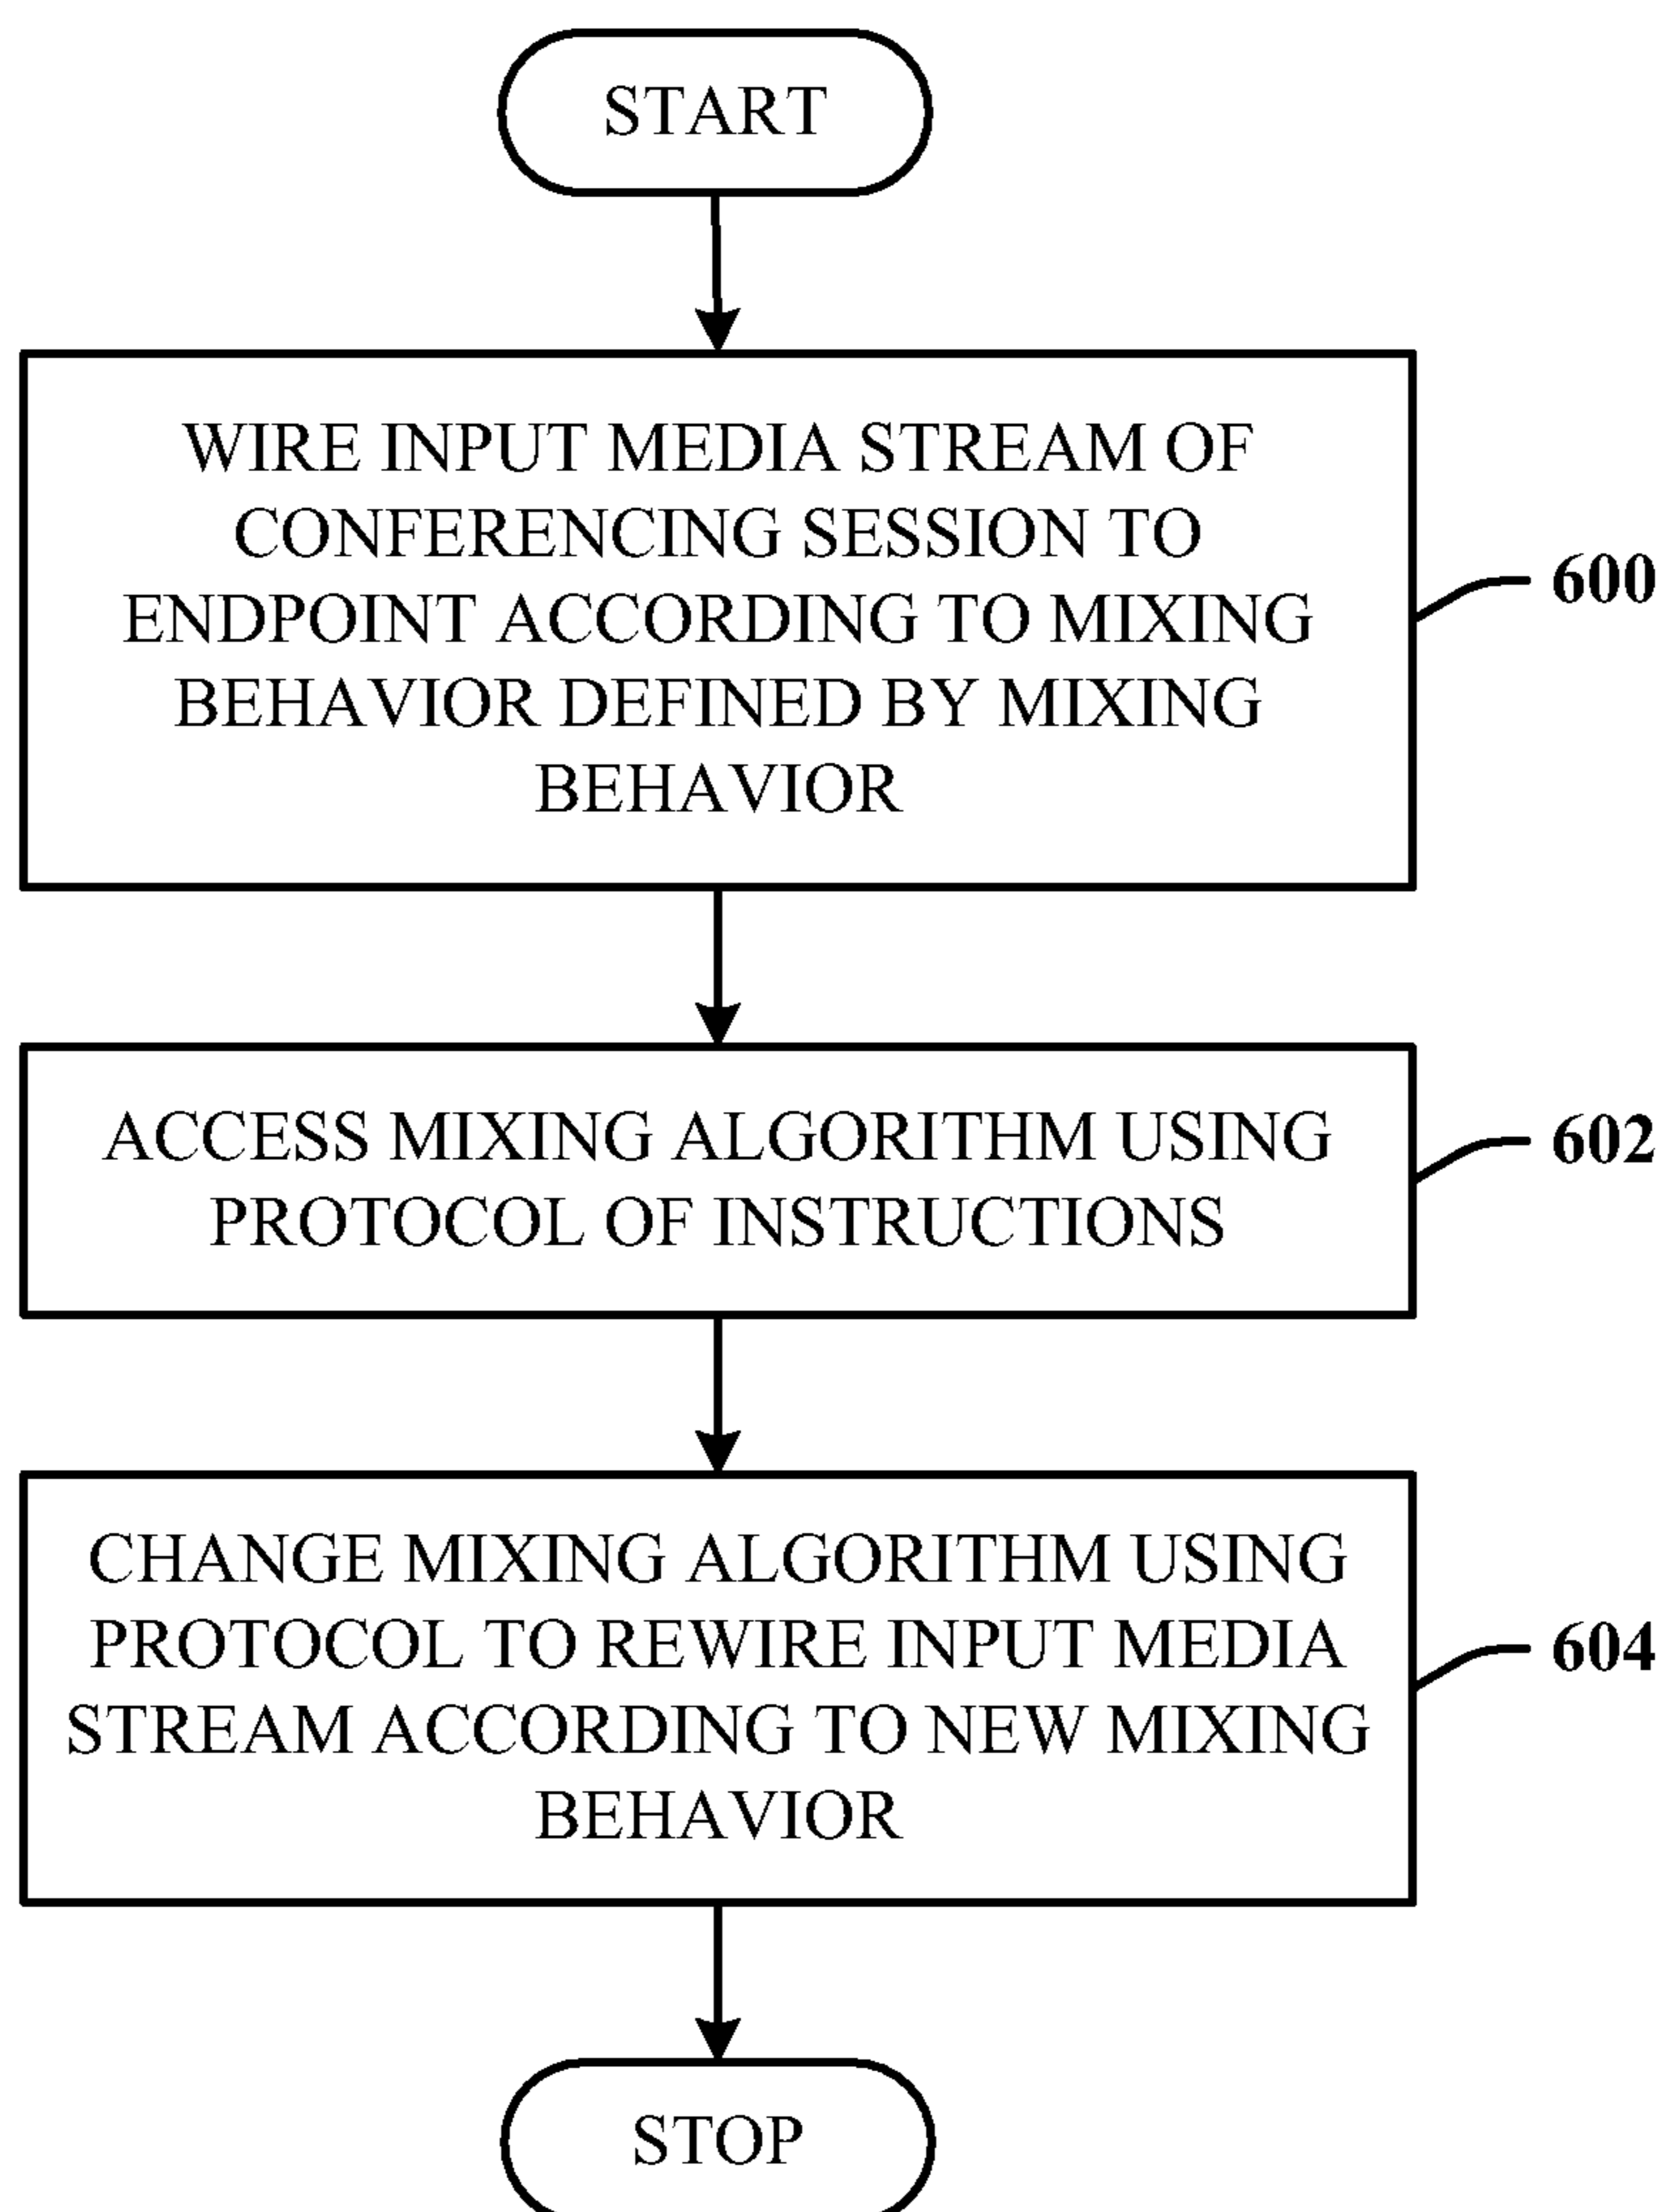 START
WIRE INPUT MEDIA STREAM OF
CONFERENCING SESSION TO
ENDPOINT ACCORDING TO MIXING
BEHAVIOR DEFINED BY MIXING
BEHAVIOR
600
ACCESS MIXING ALGORITHM USING
PROTOCOL OF INSTRUCTIONS
602
CHANGE MIXING ALGORITHM USING
PROTOCOL TO REWIRE INPUT MEDIA
STREAM ACCORDING TO NEW MIXING
BEHAVIOR
604
STOP